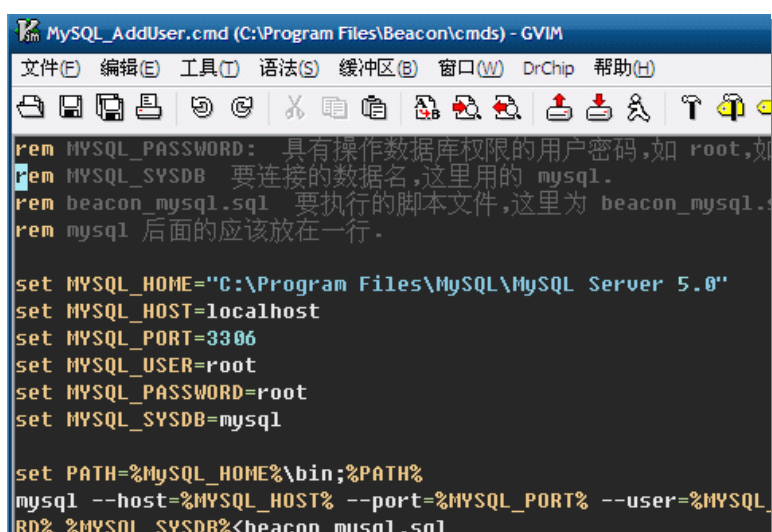 MySQL_AddUser.cmd (C:\Program Files\Beacon\cmds) - GVIM
文件(F) 编辑(E) 工具(T) 语法(S) 缓冲区(B) 窗口(W) DrChip 帮助(H)
rem MYSQL_PASSWORD: 具有操作数据库权限的用户密码,如 root,如
rem MYSQL_SYSDB 要连接的数据名,这里用的 mysql.
rem beacon_mysql.sql 要执行的脚本文件,这里为 beacon_mysql.s
rem mysql 后面的应该放在一行.
set MYSQL_HOME="C:\Program Files\MySQL\MySQL Server 5.0"
set MYSQL_HOST=localhost
set MYSQL_PORT=3306
set MYSQL_USER=root
set MYSQL_PASSWORD=root
set MYSQL_SYSDB=mysql
set PATH=%MySQL_HOME%\bin;%PATH%
mysql --host=%MYSQL_HOST% --port=%MYSQL_PORT% --user=%MYSQL_
RD% %MYSQL_SYSDB%<beacon_mysql.sql